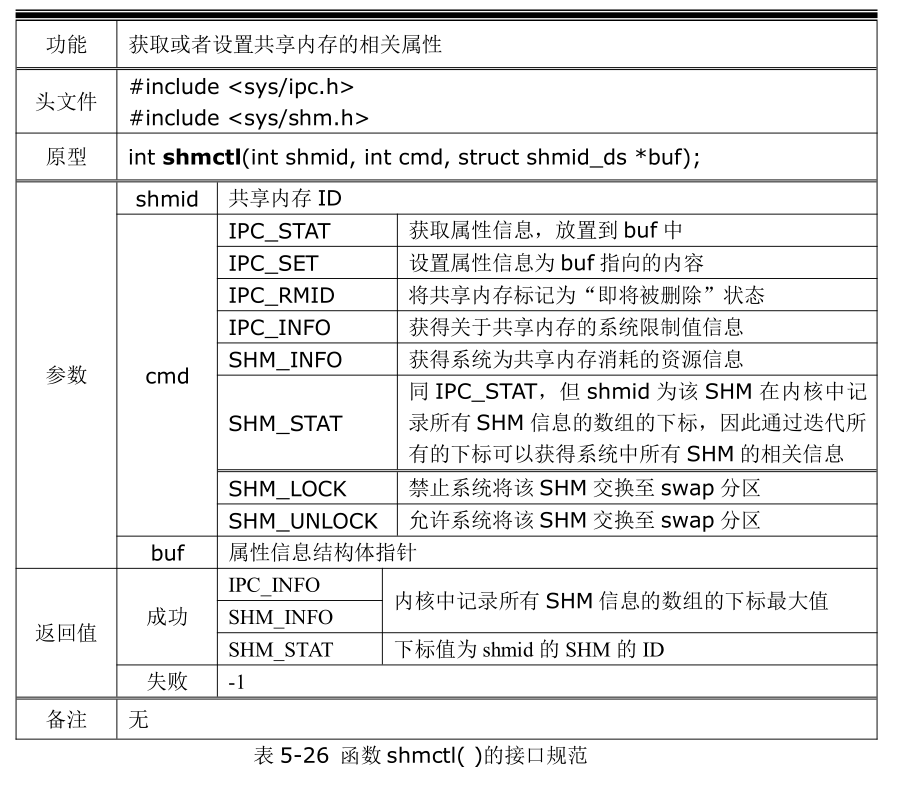 功能 获取或者设置共享内存的相关属性
头文件 #include <sys/ipc.h>
#include <sys/shm.h>
原型 int shmctl(int shmid, int cmd, struct shmid_ds *buf);
参数 shmid 共享内存 ID
cmd IPC_STAT 获取属性信息，放置到 buf 中
IPC_SET 设置属性信息为 buf 指向的内容
IPC_RMID 将共享内存标记为“即将被删除”状态
IPC_INFO 获得关于共享内存的系统限制值信息
SHM_INFO 获得系统为共享内存消耗的资源信息
SHM_STAT 同 IPC_STAT，但 shmid 为该 SHM 在内核中记
录所有 SHM 信息的数组的下标，因此通过迭代所
有的下标可以获得系统中所有 SHM 的相关信息
SHM_LOCK 禁止系统将该 SHM 交换至 swap 分区
SHM_UNLOCK 允许系统将该 SHM 交换至 swap 分区
buf 属性信息结构体指针
返回值 成功 IPC_INFO 内核中记录所有 SHM 信息的数组的下标最大值
SHM_INFO
SHM_STAT 下标值为 shmid 的 SHM 的 ID
失败 -1
备注 无
表 5-26 函数 shmctl( )的接口规范